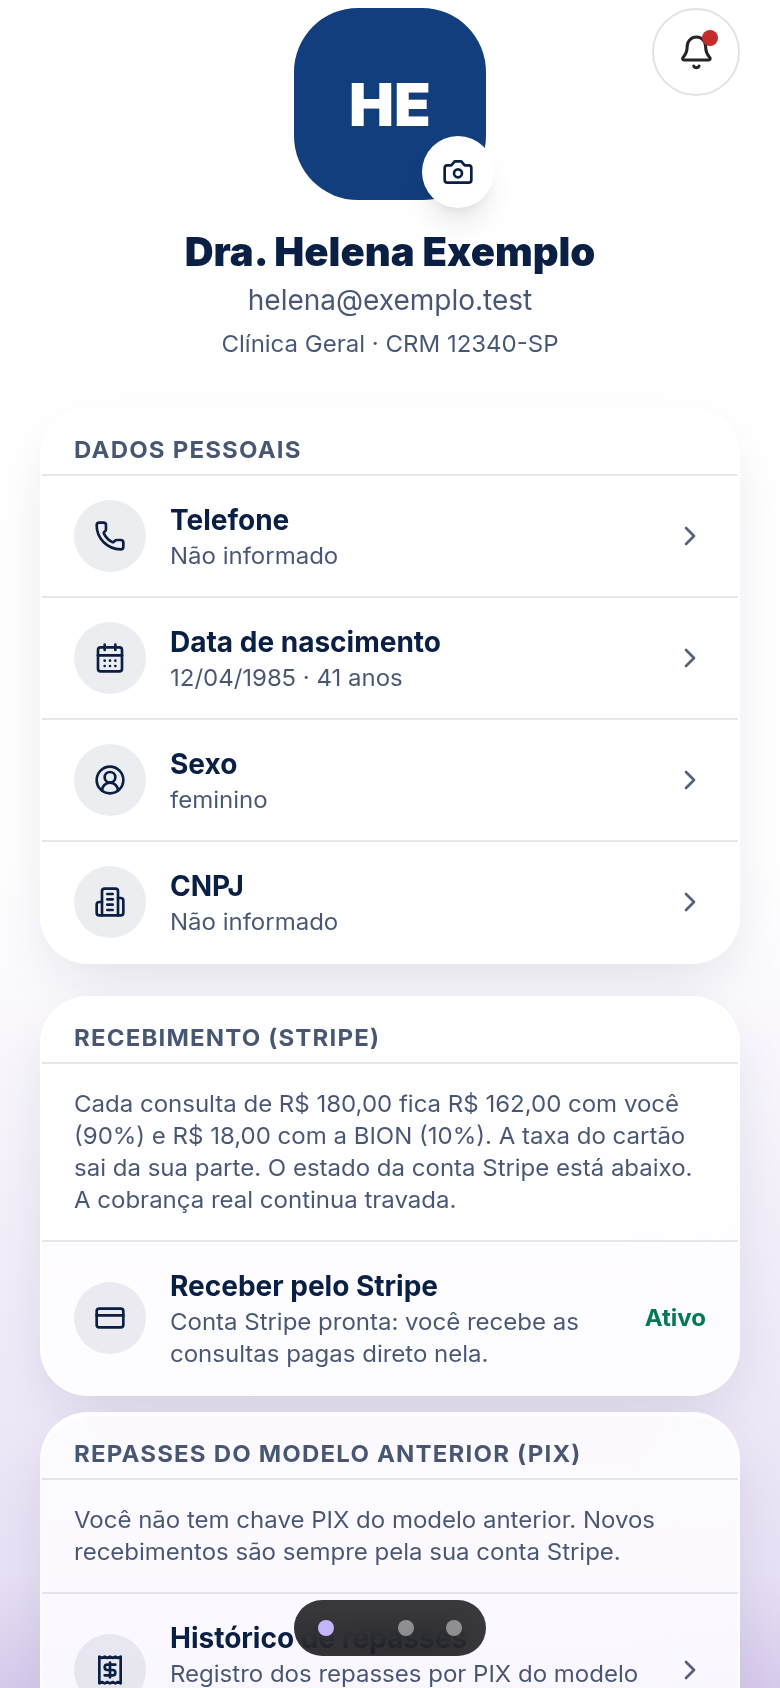 HE
Dra. Helena Exemplo
helena@exemplo.test
Clínica Geral · CRM 12340-SP
DADOS PESSOAIS
Telefone
Não informado
Data de nascimento
12/04/1985 · 41 anos
Sexo
feminino
CNPJ
Não informado
RECEBIMENTO (STRIPE)
Cada consulta de R$ 180,00 fica R$ 162,00 com você
(90%) e R$ 18,00 com a BION (10%). A taxa do cartão
sai da sua parte. O estado da conta Stripe está abaixo.
A cobrança real continua travada.
Receber pelo Stripe
Conta Stripe pronta: você recebe as
consultas pagas direto nela.
Ativo
REPASSES DO MODELO ANTERIOR (PIX)
Você não tem chave PIX do modelo anterior. Novos
recebimentos são sempre pela sua conta Stripe.
Histórico de repasses
Registro dos repasses por PIX do modelo